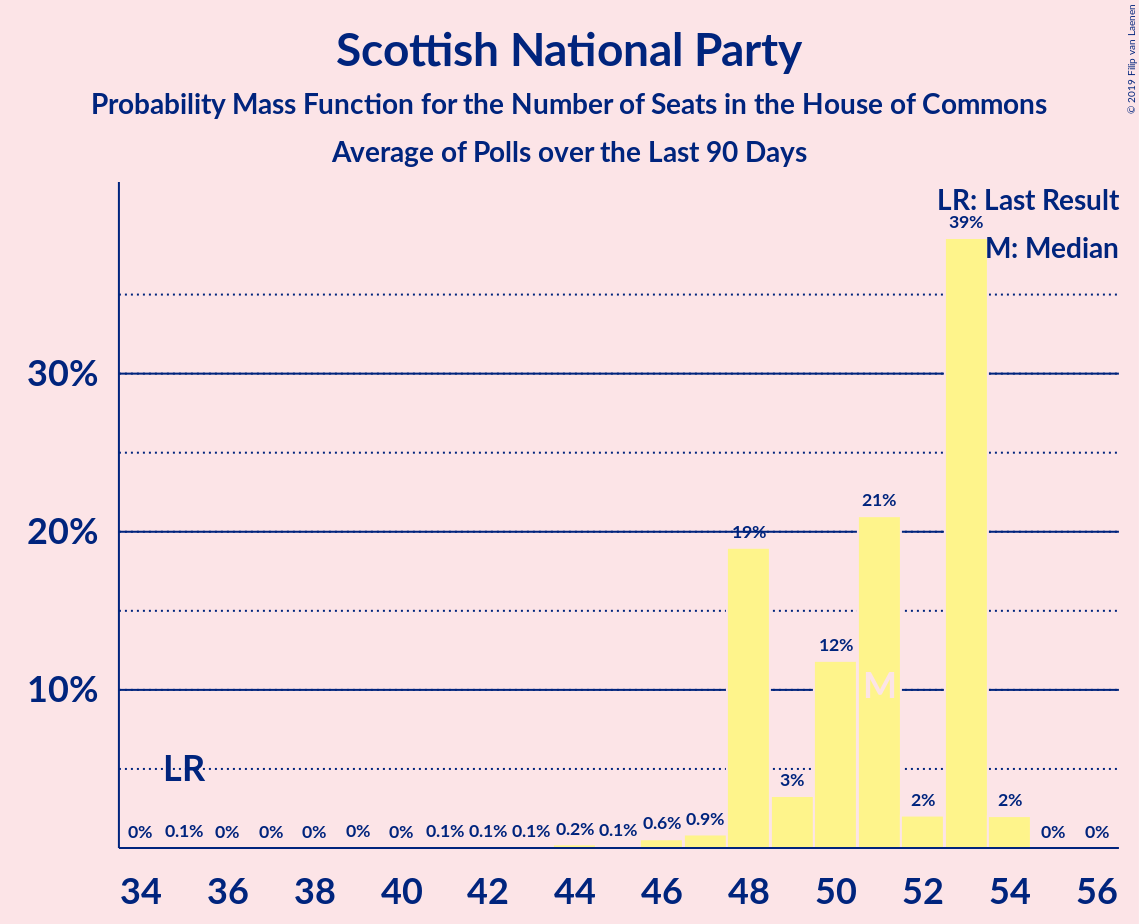 Scottish National Party
Probability Mass Function for the Number of Seats in the House of Commons
Average of Polls over the Last 90 Days
© 2019 Filip van Laenen
LR: Last Result
M: Median
39%
30%
20%
10%
21%
19%
12%
M
LR
3%
2%
2%
0% 0.1% 0% 0% 0% 0% 0% 0.1% 0.1% 0.1% 0.2% 0.1% 0.6% 0.9% 0% 0%
34 36 38 40 42 44 46 48 50 52 54 56